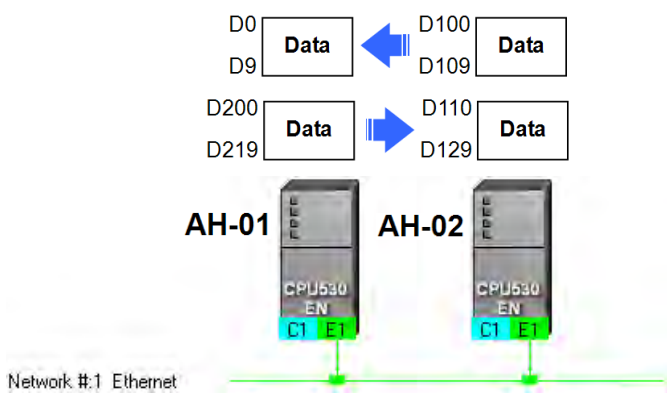 D0 D100
Data Data
D9 D109
D200 D110
Data Data
D219 D129
AH-01 AH-02
CPU530 CPU530
EN EN
C1 E1 C1 E1
Network #:1 Ethernet